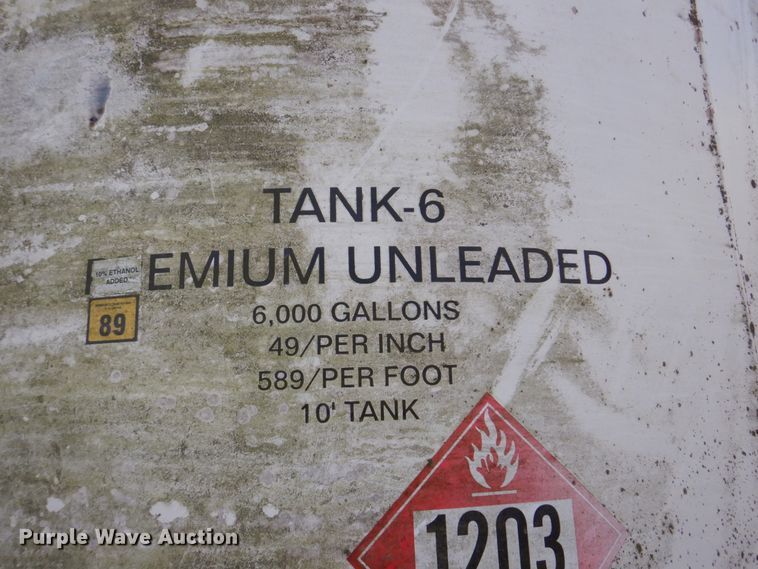 TANK-6
EMIUM UNLEADED
10% ETHANOL
ADDED
89
6,000 GALLONS
49/PER INCH
589/PER FOOT
10' TANK
1203
Purple Wave Auction